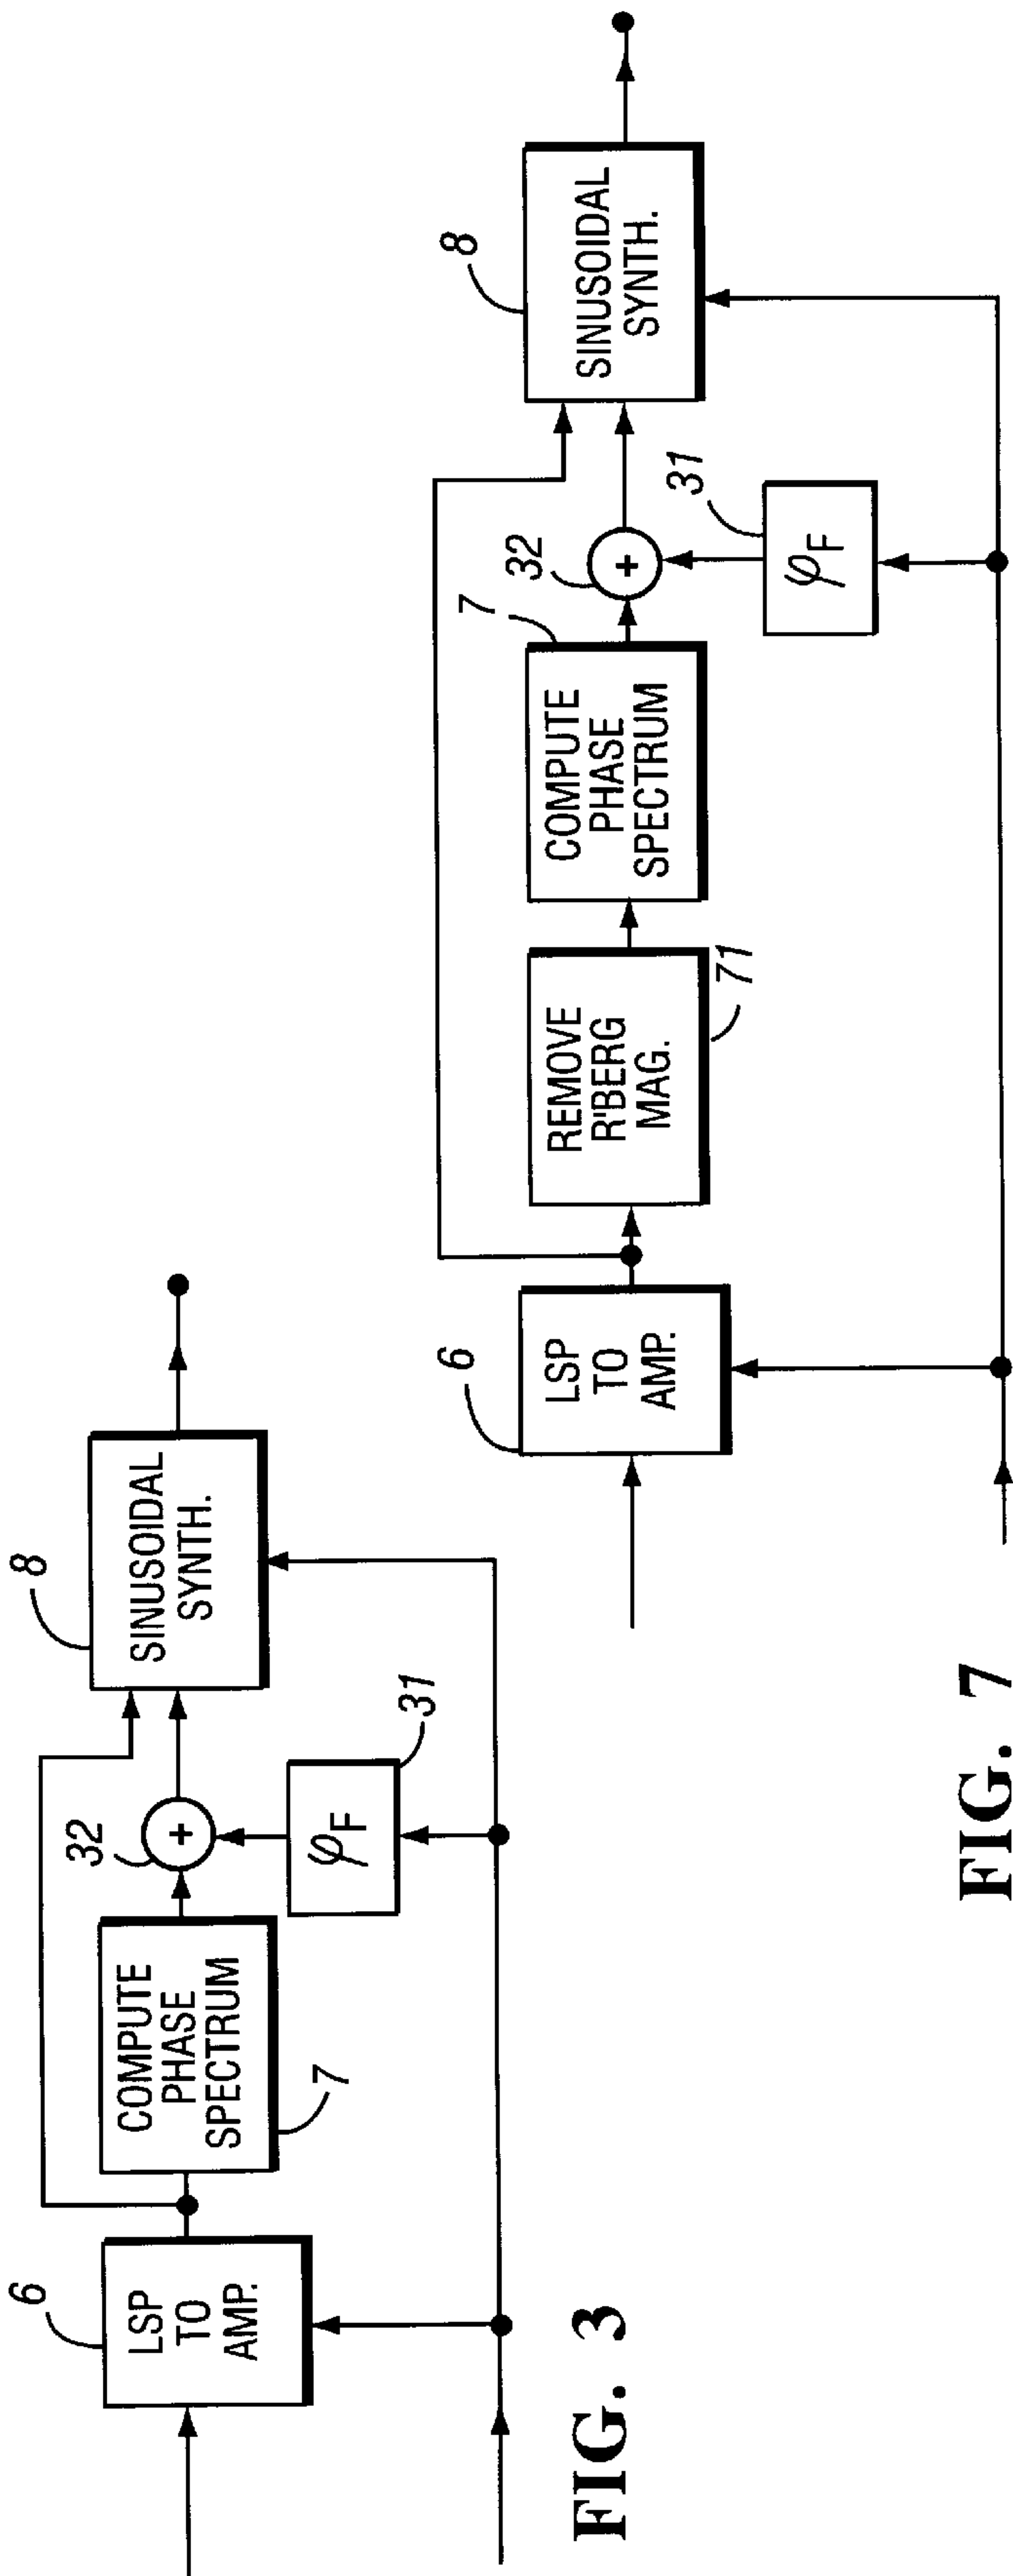 6
LSP
TO
AMP.
COMPUTE
PHASE
SPECTRUM
7
32
+
φF
31
8
SINUSOIDAL
SYNTH.
FIG. 3
6
LSP
TO
AMP.
REMOVE
R'BERG
MAG.
71
COMPUTE
PHASE
SPECTRUM
7
32
+
φF
31
8
SINUSOIDAL
SYNTH.
FIG. 7